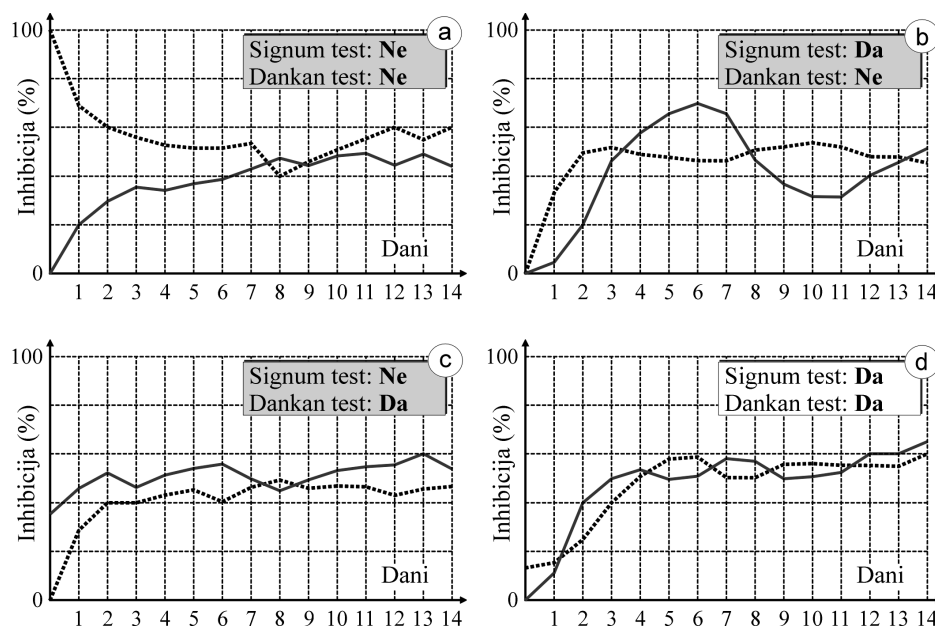 100
a
Signum test: Ne
Dankan test: Ne
Inhibicija (%)
Dani
0
1 2 3 4 5 6 7 8 9 10 11 12 13 14
100
b
Signum test: Da
Dankan test: Ne
Inhibicija (%)
Dani
0
1 2 3 4 5 6 7 8 9 10 11 12 13 14
100
c
Signum test: Ne
Dankan test: Da
Inhibicija (%)
Dani
0
1 2 3 4 5 6 7 8 9 10 11 12 13 14
100
d
Signum test: Da
Dankan test: Da
Inhibicija (%)
Dani
0
1 2 3 4 5 6 7 8 9 10 11 12 13 14